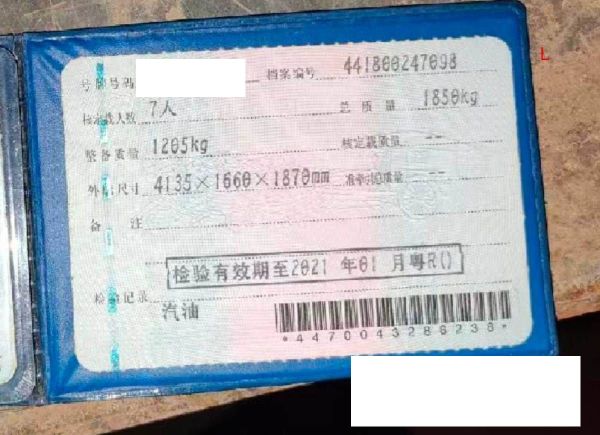 号牌号码 档案编号 441800247098
核定载人数 7人 总质量 1850kg
整备质量 1205kg 核定载质量 --
外廓尺寸 4135×1660×1870mm 准牵引总质量 --
备注
检验有效期至2021年01月粤R()
检验记录
汽油
*4470043286238*
L